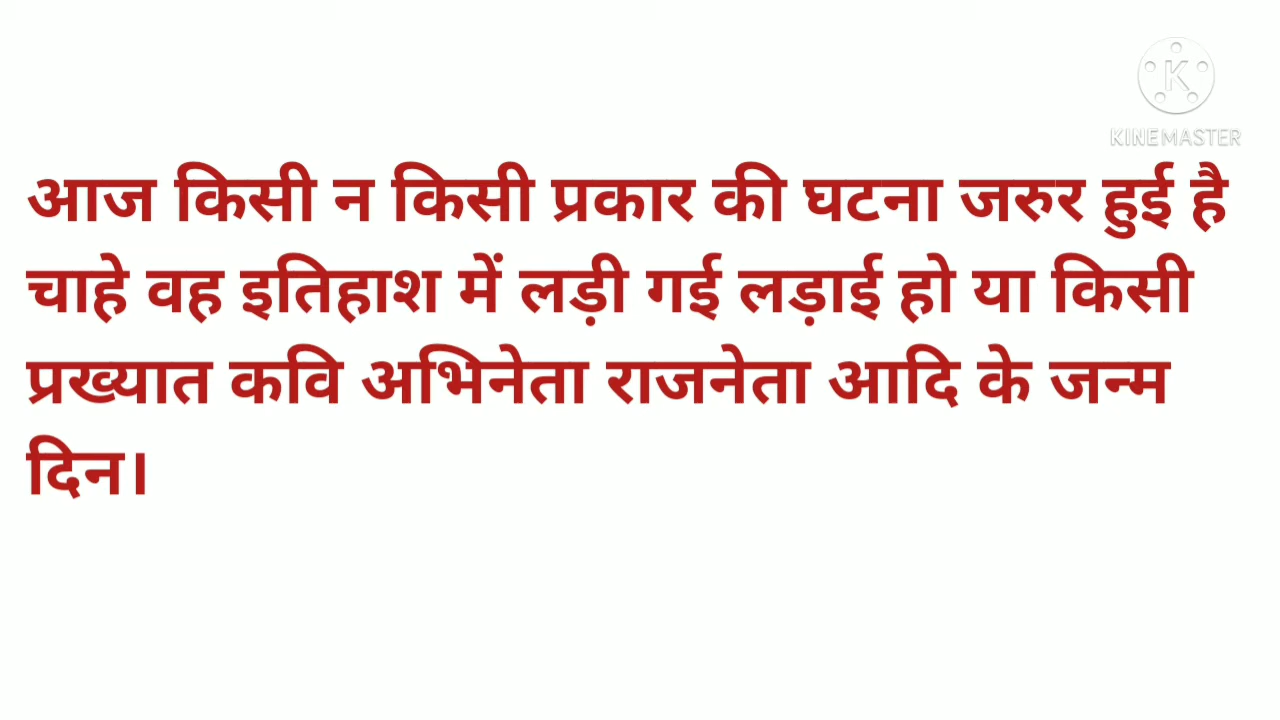 KINEMASTER
आज किसी न किसी प्रकार की घटना जरुर हुई है
चाहे वह इतिहाश में लड़ी गई लड़ाई हो या किसी
प्रख्यात कवि अभिनेता राजनेता आदि के जन्म
दिन।